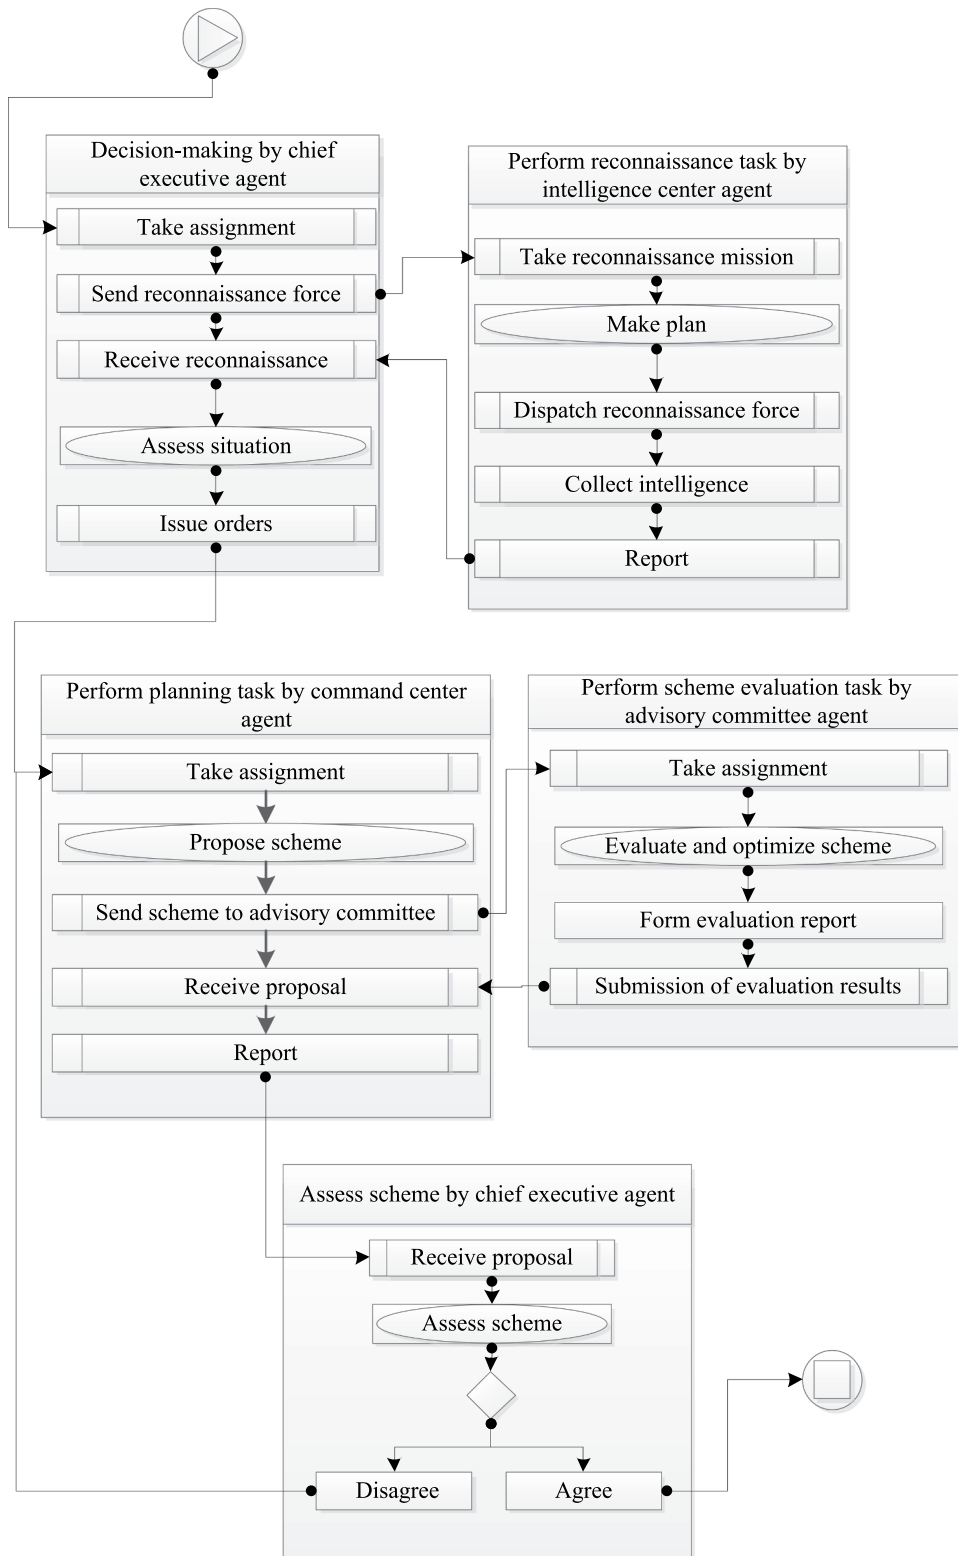 Decision-making by chief
executive agent
Take assignment
Send reconnaissance force
Receive reconnaissance
Assess situation
Issue orders
Perform reconnaissance task by
intelligence center agent
Take reconnaissance mission
Make plan
Dispatch reconnaissance force
Collect intelligence
Report
Perform planning task by command center
agent
Take assignment
Propose scheme
Send scheme to advisory committee
Receive proposal
Report
Perform scheme evaluation task by
advisory committee agent
Take assignment
Evaluate and optimize scheme
Form evaluation report
Submission of evaluation results
Assess scheme by chief executive agent
Receive proposal
Assess scheme
Disagree
Agree